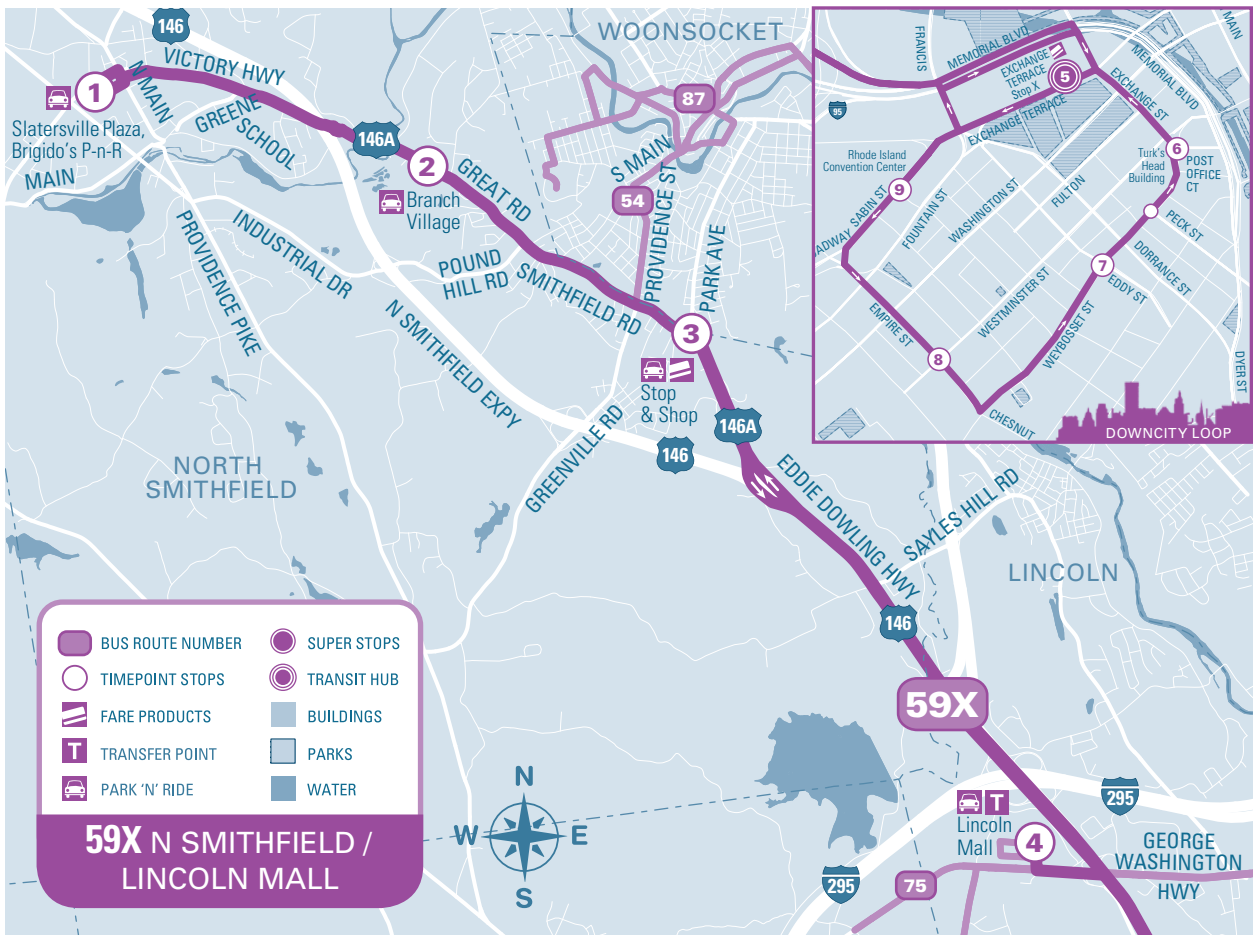 146
VICTORY HWY
N MAIN
1
Slatersville Plaza,
Brigido's P-n-R
MAIN
GREENE
SCHOOL
146A
2
Branch
Village
GREAT RD
WOONSOCKET
87
S MAIN
54
PROVIDENCE ST
PARK AVE
PROVIDENCE PIKE
INDUSTRIAL DR
POUND
HILL RD
SMITHFIELD RD
N SMITHFIELD EXPY
3
Stop
& Shop
146A
146
GREENVILLE RD
NORTH
SMITHFIELD
EDDIE DOWLING HWY
SAYLES HILL RD
LINCOLN
146
59X
295
Lincoln
Mall
T
4
GEORGE
WASHINGTON
HWY
295
75
FRANCIS
MEMORIAL BLVD
MAIN
EXCHANGE
TERRACE
Stop X
5
MEMORIAL BLVD
EXCHANGE ST
95
EXCHANGE TERRACE
Rhode Island
Convention Center
6
Turk's
Head
Building
POST
OFFICE
CT
9
ADWAY
SABIN ST
FOUNTAIN ST
WASHINGTON ST
FULTON
PECK ST
DORRANCE ST
7
EDDY ST
WESTMINSTER ST
WEYBOSSET ST
EMPIRE ST
8
CHESNUT
DYER ST
DOWNCITY LOOP
BUS ROUTE NUMBER
SUPER STOPS
TIMEPOINT STOPS
TRANSIT HUB
FARE PRODUCTS
BUILDINGS
T
TRANSFER POINT
PARKS
PARK 'N' RIDE
WATER
59X N SMITHFIELD /
LINCOLN MALL
N
W
E
S